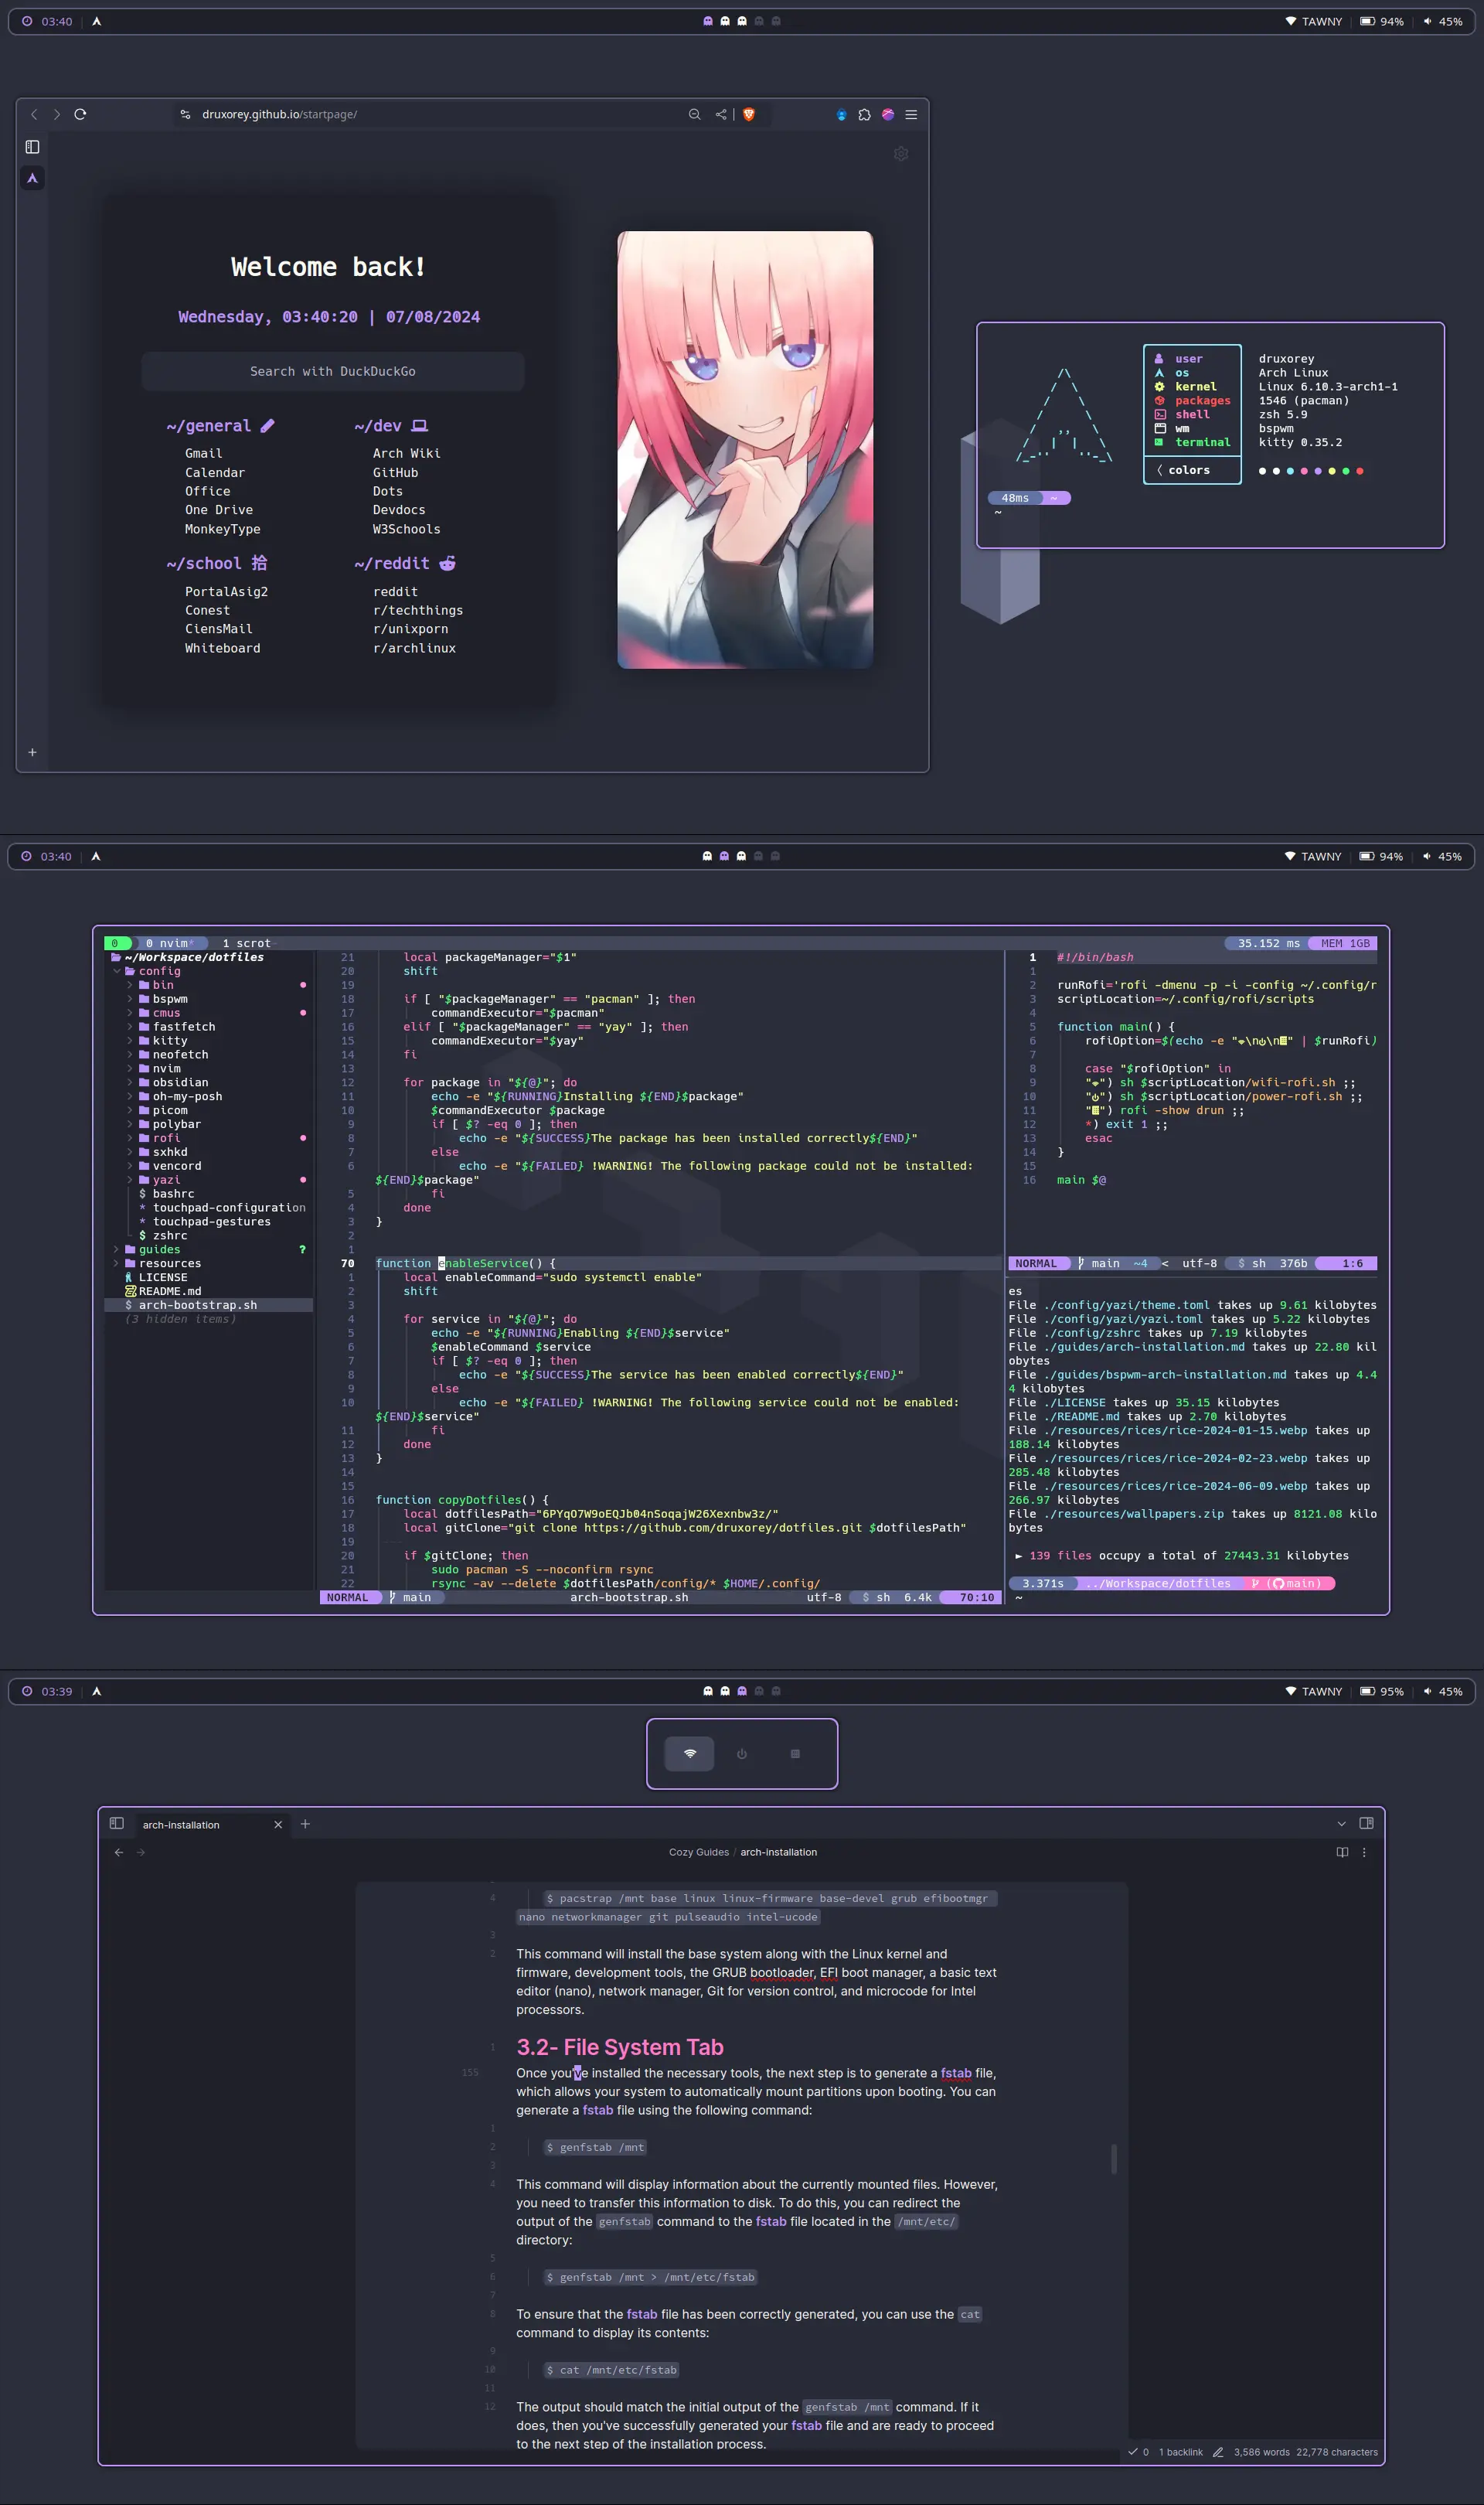 03:40
TAWNY 94% 45%
druxorey.github.io/startpage/
Welcome back!
Wednesday, 03:40:20 | 07/08/2024
Search with DuckDuckGo
~/general
Gmail
Calendar
Office
One Drive
MonkeyType
~/dev
Arch Wiki
GitHub
Dots
Devdocs
W3Schools
~/school 拾
PortalAsig2
Conest
CiensMail
Whiteboard
~/reddit
reddit
r/techthings
r/unixporn
r/archlinux
user druxorey
os Arch Linux
kernel Linux 6.10.3-arch1-1
packages 1546 (pacman)
shell zsh 5.9
wm bspwm
terminal kitty 0.35.2
colors
48ms ~
~
03:40
TAWNY 94% 45%
0 0 nvim* 1 scrot-
35.152 ms MEM 1GB
~/Workspace/dotfiles
config
bin
bspwm
cmus
fastfetch
kitty
neofetch
nvim
obsidian
oh-my-posh
picom
polybar
rofi
sxhkd
vencord
yazi
$ bashrc
* touchpad-configuration
* touchpad-gestures
$ zshrc
guides ?
resources
LICENSE
README.md
$ arch-bootstrap.sh
(3 hidden items)
21 local packageManager="$1"
20 shift
19
18 if [ "$packageManager" == "pacman" ]; then
17 commandExecutor="$pacman"
16 elif [ "$packageManager" == "yay" ]; then
15 commandExecutor="$yay"
14 fi
13
12 for package in "${@}"; do
11 echo -e "${RUNNING}Installing ${END}$package"
10 $commandExecutor $package
9 if [ $? -eq 0 ]; then
8 echo -e "${SUCCESS}The package has been installed correctly${END}"
7 else
6 echo -e "${FAILED} !WARNING! The following package could not be installed:
${END}$package"
5 fi
4 done
3 }
2
1
70 function enableService() {
1 local enableCommand="sudo systemctl enable"
2 shift
3
4 for service in "${@}"; do
5 echo -e "${RUNNING}Enabling ${END}$service"
6 $enableCommand $service
7 if [ $? -eq 0 ]; then
8 echo -e "${SUCCESS}The service has been enabled correctly${END}"
9 else
10 echo -e "${FAILED} !WARNING! The following service could not be enabled:
${END}$service"
11 fi
12 done
13 }
14
15
16 function copyDotfiles() {
17 local dotfilesPath="6PYqO7W9oEQJb04nSoqajW26Xexnbw3z/"
18 local gitClone="git clone https://github.com/druxorey/dotfiles.git $dotfilesPath"
19
20 if $gitClone; then
21 sudo pacman -S --noconfirm rsync
22 rsync -av --delete $dotfilesPath/config/* $HOME/.config/
NORMAL main arch-bootstrap.sh utf-8 $ sh 6.4k 70:10
1 #!/bin/bash
1
2 runRofi='rofi -dmenu -p -i -config ~/.config/r
3 scriptLocation=~/.config/rofi/scripts
4
5 function main() {
6 rofiOption=$(echo -e "\n\n" | $runRofi)
7
8 case "$rofiOption" in
9 "") sh $scriptLocation/wifi-rofi.sh ;;
10 "") sh $scriptLocation/power-rofi.sh ;;
11 "") rofi -show drun ;;
12 *) exit 1 ;;
13 esac
14 }
15
16 main $@
NORMAL main ~4 < utf-8 $ sh 376b 1:6
es
File ./config/yazi/theme.toml takes up 9.61 kilobytes
File ./config/yazi/yazi.toml takes up 5.22 kilobytes
File ./config/zshrc takes up 7.19 kilobytes
File ./guides/arch-installation.md takes up 22.80 kil
obytes
File ./guides/bspwm-arch-installation.md takes up 4.4
4 kilobytes
File ./LICENSE takes up 35.15 kilobytes
File ./README.md takes up 2.70 kilobytes
File ./resources/rices/rice-2024-01-15.webp takes up
188.14 kilobytes
File ./resources/rices/rice-2024-02-23.webp takes up
285.48 kilobytes
File ./resources/rices/rice-2024-06-09.webp takes up
266.97 kilobytes
File ./resources/wallpapers.zip takes up 8121.08 kilo
bytes
► 139 files occupy a total of 27443.31 kilobytes
3.371s ../Workspace/dotfiles (main)
~
03:39
TAWNY 95% 45%
arch-installation
Cozy Guides / arch-installation
4 $ pacstrap /mnt base linux linux-firmware base-devel grub efibootmgr
nano networkmanager git pulseaudio intel-ucode
3
2 This command will install the base system along with the Linux kernel and
firmware, development tools, the GRUB bootloader, EFI boot manager, a basic text
editor (nano), network manager, Git for version control, and microcode for Intel
processors.
1 3.2- File System Tab
155 Once you've installed the necessary tools, the next step is to generate a fstab file,
which allows your system to automatically mount partitions upon booting. You can
generate a fstab file using the following command:
1
2 $ genfstab /mnt
3
4 This command will display information about the currently mounted files. However,
you need to transfer this information to disk. To do this, you can redirect the
output of the genfstab command to the fstab file located in the /mnt/etc/
directory:
5
6 $ genfstab /mnt > /mnt/etc/fstab
7
8 To ensure that the fstab file has been correctly generated, you can use the cat
command to display its contents:
9
10 $ cat /mnt/etc/fstab
11
12 The output should match the initial output of the genfstab /mnt command. If it
does, then you've successfully generated your fstab file and are ready to proceed
to the next step of the installation process.
0 1 backlink 3,586 words 22,778 characters